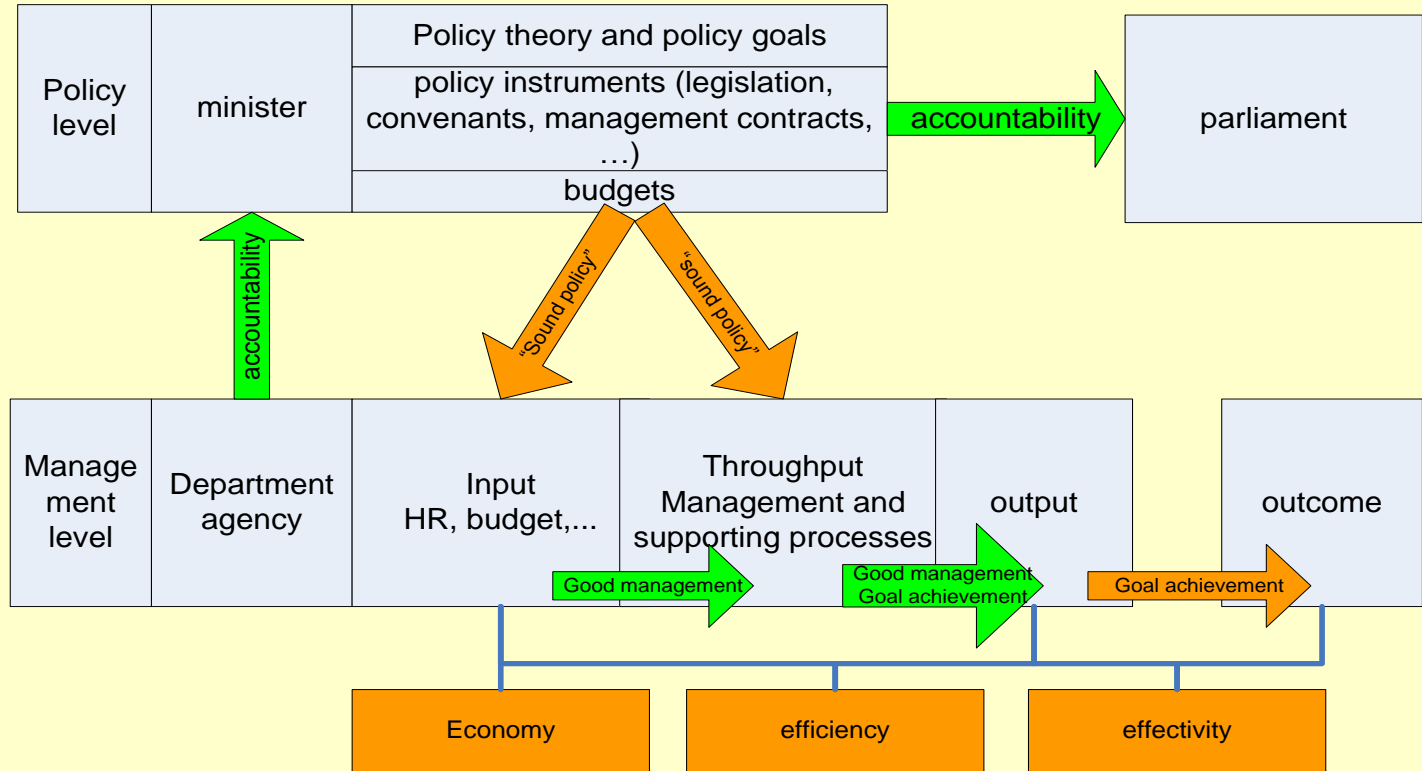 Policy
level
minister
Policy theory and policy goals
policy instruments (legislation,
convenants, management contracts,
…)
budgets
accountability
parliament
accountability
“Sound policy”
“sound policy”
Manage
ment
level
Department
agency
Input
HR, budget,...
Throughput
Management and
supporting processes
output
outcome
Good management
Good management
Goal achievement
Goal achievement
Economy
efficiency
effectivity